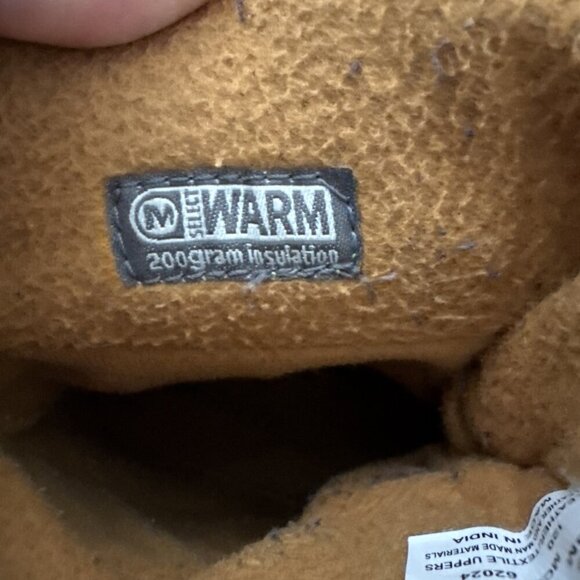 M SELECT WARM
200gram insulation
62024
TEXTILE UPPERS
MAN MADE MATERIALS
IN INDIA